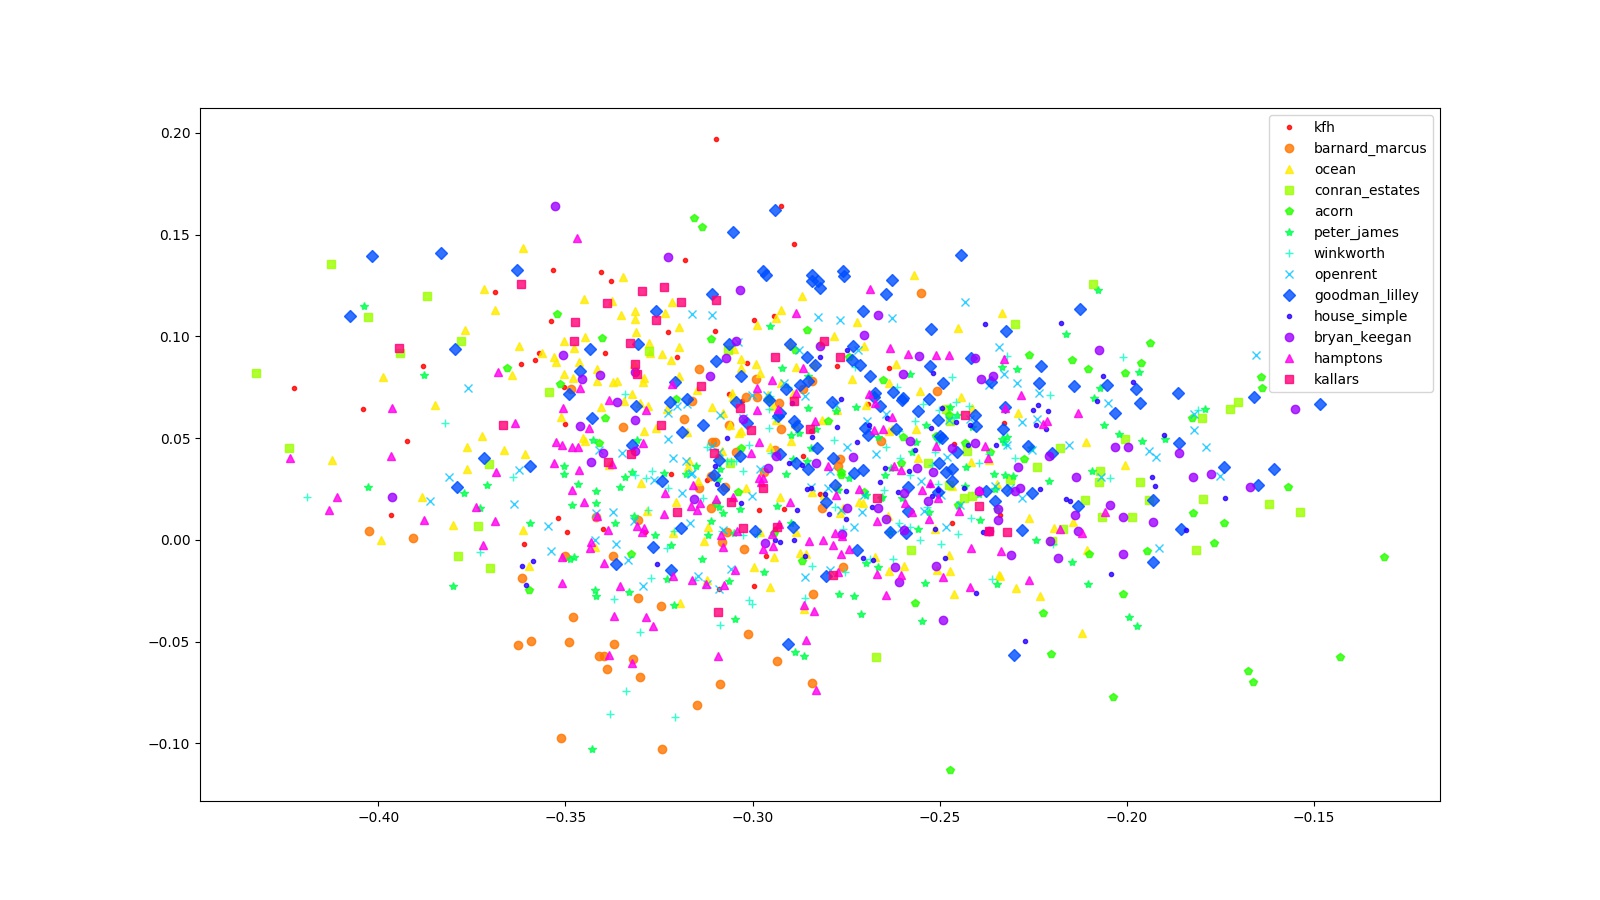 0.20
0.15
0.10
0.05
0.00
−0.05
−0.10
−0.40
−0.35
−0.30
−0.25
−0.20
−0.15
kfh
barnard_marcus
ocean
conran_estates
acorn
peter_james
winkworth
openrent
goodman_lilley
house_simple
bryan_keegan
hamptons
kallars